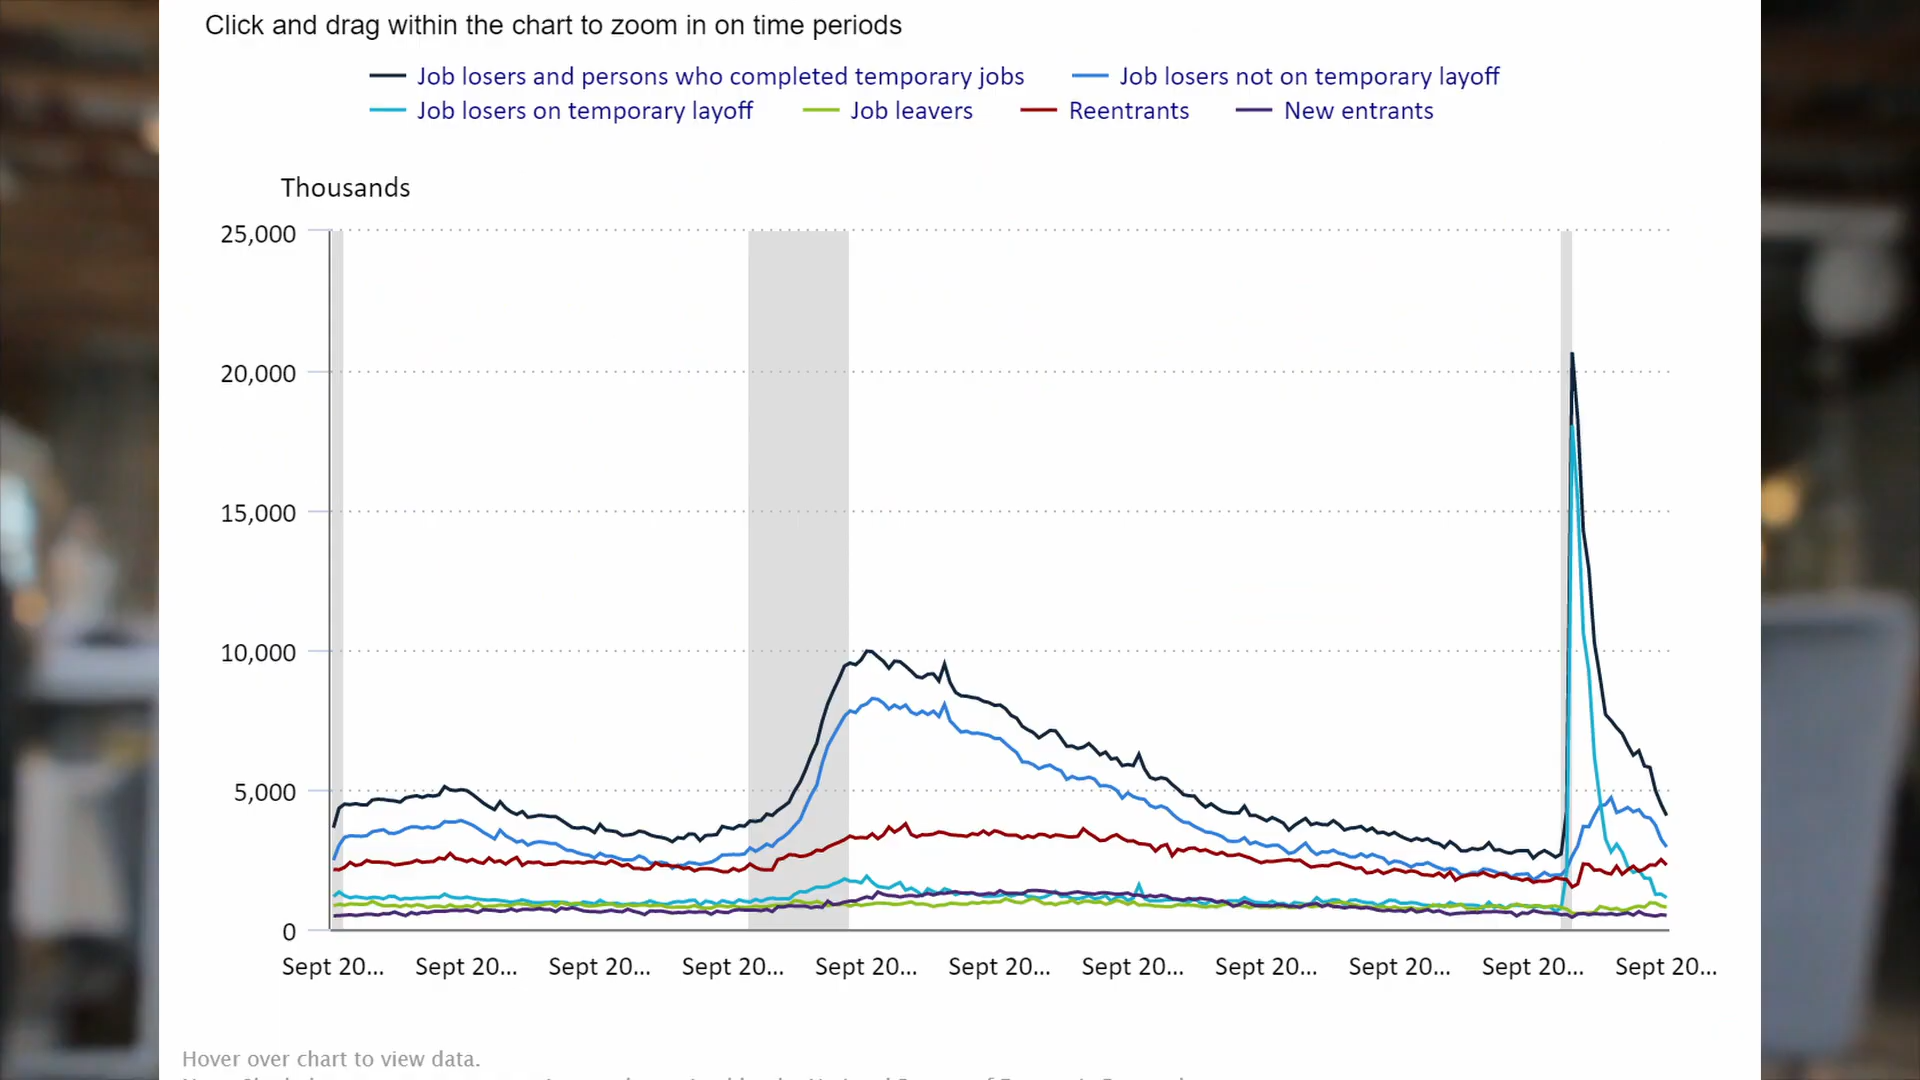 Click and drag within the chart to zoom in on time periods
Job losers and persons who completed temporary jobs Job losers not on temporary layoff
Job losers on temporary layoff Job leavers Reentrants New entrants
Thousands
25,000
20,000
15,000
10,000
5,000
0
Sept 20... Sept 20... Sept 20... Sept 20... Sept 20... Sept 20... Sept 20... Sept 20... Sept 20... Sept 20... Sept 20...
Hover over chart to view data.